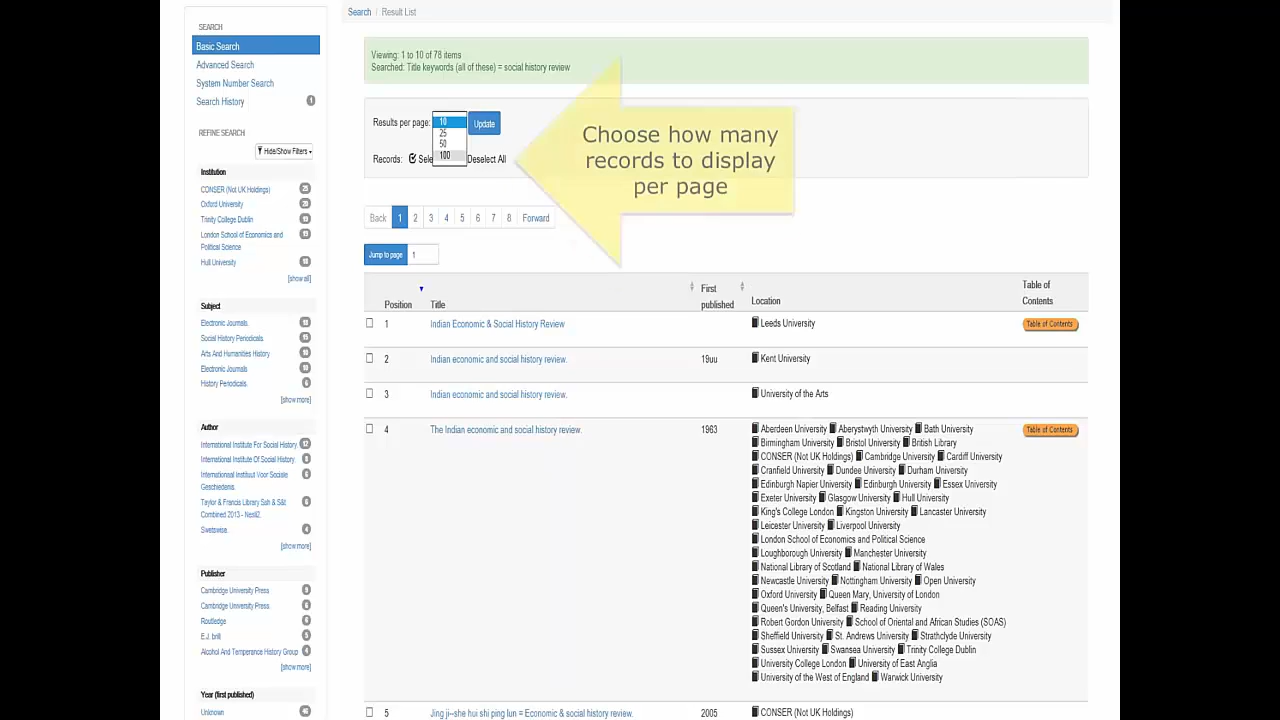 SEARCH
Basic Search
Advanced Search
System Number Search
Search History 1
REFINE SEARCH
Hide/Show Filters
Institution
CONSER (Not UK Holdings) 25
Oxford University 20
Trinity College Dublin
London School of Economics and
Political Science
Hull University
[show all]
Subject
Electronic Journals.
Social History Periodicals.
Arts And Humanities History
Electronic Journals
History Periodicals.
[show more]
Author
International Institute For Social History.
International Institute Of Social History.
Internationaal Instituut Voor Sociale
Geschiedenis
Taylor & Francis Library Ssh & S&t
Combined 2013 - Nesli2.
Swetswise.
[show more]
Publisher
Cambridge University Press
Cambridge University Press.
Routledge
E.J. brill
Alcohol And Temperance History Group
[show more]
Year (first published)
Unknown
Search / Result List
Viewing: 1 to 10 of 78 items
Searched: Title keywords (all of these) = social history review
Results per page: 10 Update
25
50
100
Records: Sele Deselect All
Choose how many
records to display
per page
Back 1 2 3 4 5 6 7 8 Forward
Jump to page 1
Position Title First published Location Table of Contents
1 Indian Economic & Social History Review Leeds University Table of Contents
2 Indian economic and social history review. 19uu Kent University
3 Indian economic and social history review. University of the Arts
4 The Indian economic and social history review. 1963 Aberdeen University Aberystwyth University Bath University Table of Contents
Birmingham University Bristol University British Library
CONSER (Not UK Holdings) Cambridge University Cardiff University
Cranfield University Dundee University Durham University
Edinburgh Napier University Edinburgh University Essex University
Exeter University Glasgow University Hull University
King's College London Kingston University Lancaster University
Leicester University Liverpool University
London School of Economics and Political Science
Loughborough University Manchester University
National Library of Scotland National Library of Wales
Newcastle University Nottingham University Open University
Oxford University Queen Mary, University of London
Queen's University, Belfast Reading University
Robert Gordon University School of Oriental and African Studies (SOAS)
Sheffield University St. Andrews University Strathclyde University
Sussex University Swansea University Trinity College Dublin
University College London University of East Anglia
University of the West of England Warwick University
5 Jing ji--she hui shi ping lun = Economic & social history review. 2005 CONSER (Not UK Holdings)